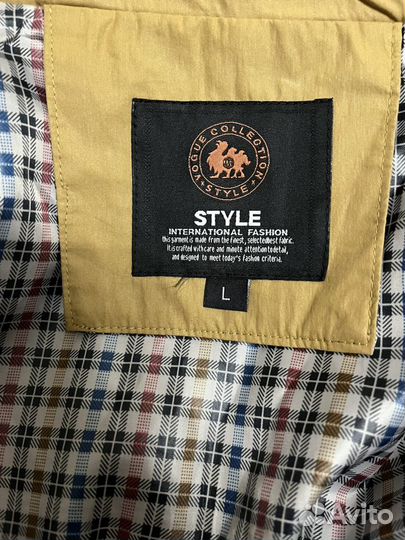 VOGUE COLLECTION
STYLE
STYLE
INTERNATIONAL FASHION
this garment is made from the finest, selectedbest fabric.
It is crafted with care and minute attention to detail,
and designed to meet today's fashion criteria.
L
Avito